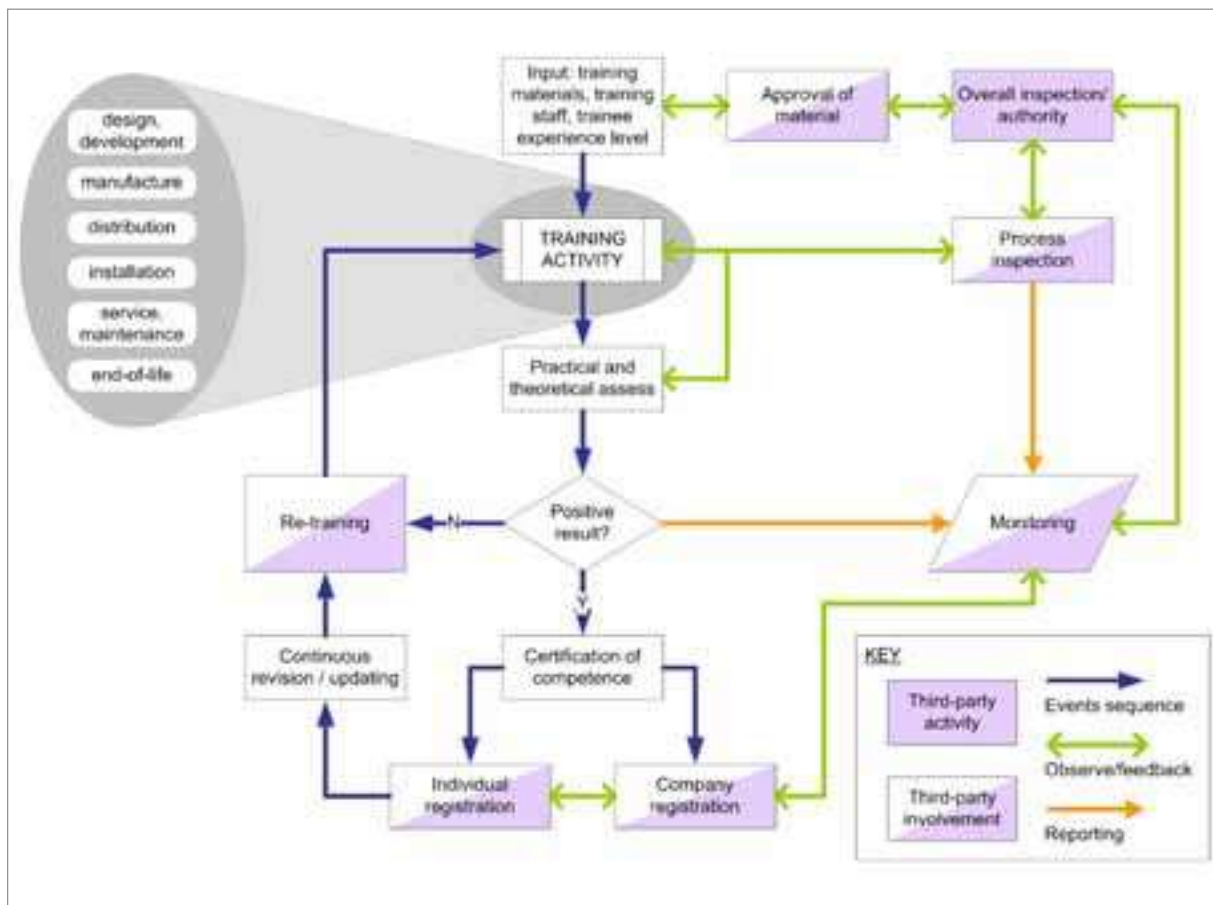 Input: training
materials, training
staff, trainee
experience level
Approval of
material
Overall inspection/
authority
design,
development
manufacture
distribution
installation
service,
maintenance
end-of-life
TRAINING
ACTIVITY
Process
inspection
Practical and
theoretical assess
Re-training
N
Positive
result?
Monitoring
Y
Continuous
revision / updating
Certification of
competence
Individual
registration
Company
registration
KEY
Third-party
activity
Events sequence
Observe/feedback
Third-party
involvement
Reporting